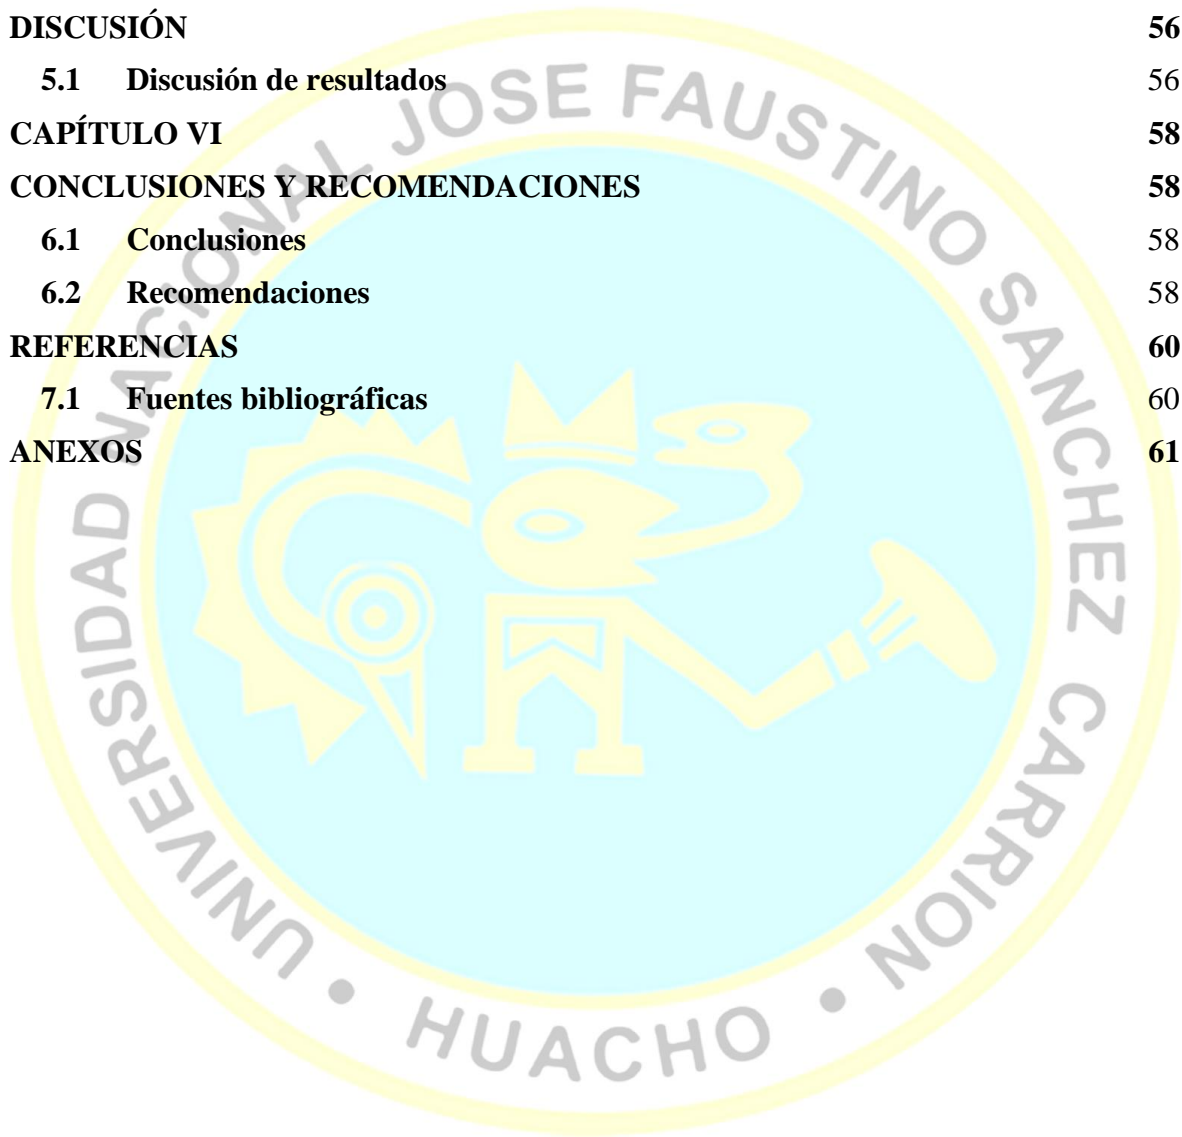 DISCUSIÓN 56
5.1 Discusión de resultados 56
CAPÍTULO VI 58
CONCLUSIONES Y RECOMENDACIONES 58
6.1 Conclusiones 58
6.2 Recomendaciones 58
REFERENCIAS 60
7.1 Fuentes bibliográficas 60
ANEXOS 61
UNIVERSIDAD NACIONAL JOSE FAUSTINO SANCHEZ CARRION • HUACHO •